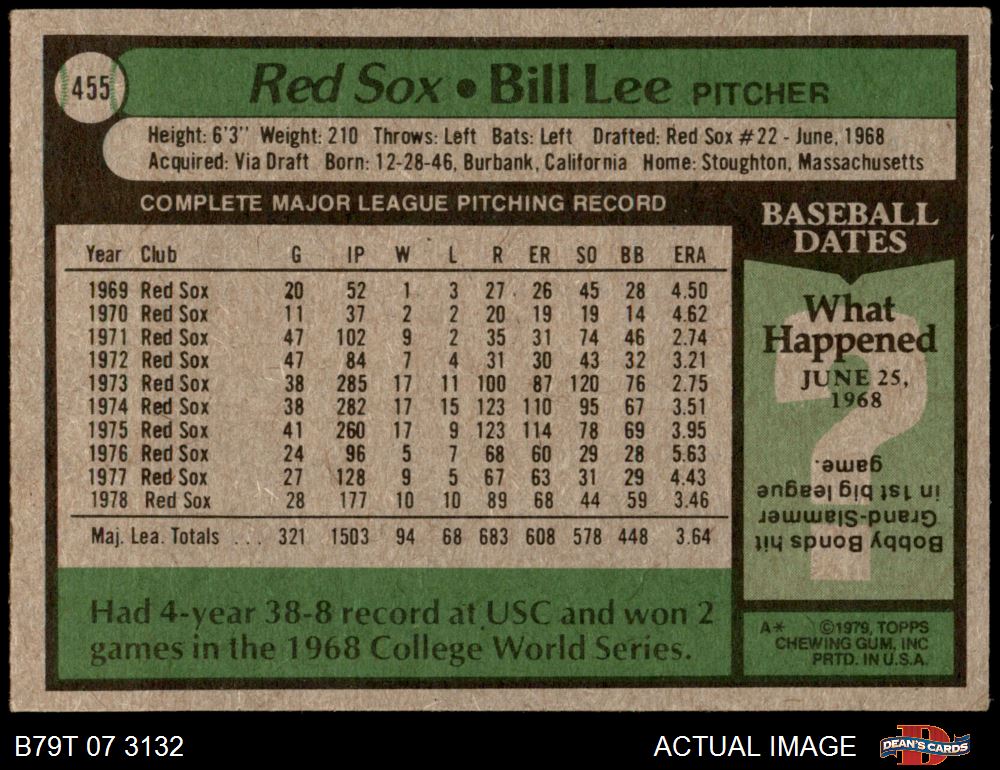 455
Red Sox • Bill Lee PITCHER
Height: 6'3" Weight: 210 Throws: Left Bats: Left Drafted: Red Sox #22 - June, 1968
Acquired: Via Draft Born: 12-28-46, Burbank, California Home: Stoughton, Massachusetts
COMPLETE MAJOR LEAGUE PITCHING RECORD
Year Club G IP W L R ER SO BB ERA
1969 Red Sox 20 52 1 3 27 26 45 28 4.50
1970 Red Sox 11 37 2 2 20 19 19 14 4.62
1971 Red Sox 47 102 9 2 35 31 74 46 2.74
1972 Red Sox 47 84 7 4 31 30 43 32 3.21
1973 Red Sox 38 285 17 11 100 87 120 76 2.75
1974 Red Sox 38 282 17 15 123 110 95 67 3.51
1975 Red Sox 41 260 17 9 123 114 78 69 3.95
1976 Red Sox 24 96 5 7 68 60 29 28 5.63
1977 Red Sox 27 128 9 5 67 63 31 29 4.43
1978 Red Sox 28 177 10 10 89 68 44 59 3.46
Maj. Lea. Totals ... 321 1503 94 68 683 608 578 448 3.64
Had 4-year 38-8 record at USC and won 2
games in the 1968 College World Series.
BASEBALL
DATES
What
Happened
JUNE 25,
1968
?
Bobby Bonds hit
Grand-Slammer
in 1st big league
game.
A* ©1979, TOPPS
CHEWING GUM, INC
PRTD. IN U.S.A.
B79T 07 3132
ACTUAL IMAGE
D
DEAN'S CARDS